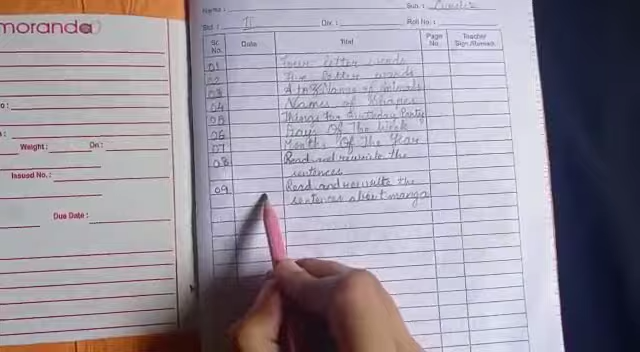 moranda
Name:
Sub.:
Std.: II Div.: Roll No.:
Sr. No. Date Titel Page No. Teacher Sign./Remark
01 Four letter words
02 Five letter words
03 A to Z Names of Animals
04 Names of Shapes
05 Things for Birthday Party
06 Days Of The Week
07 Months Of The Year
08 Read and rewrite the
sentences
09 Read and rewrite the
sentences about mango
Weight: On:
Issued No.:
Due Date: